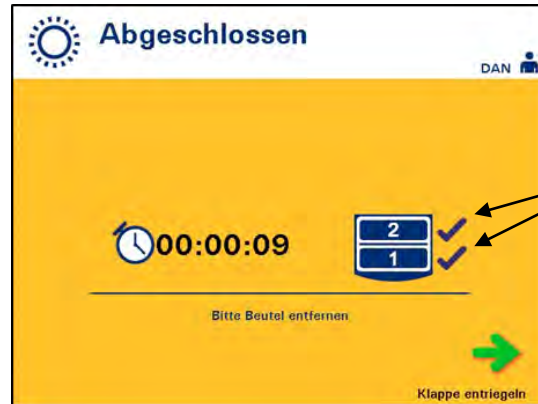 Abgeschlossen
DAN
00:00:09
2
1
Bitte Beutel entfernen
Klappe entriegeln